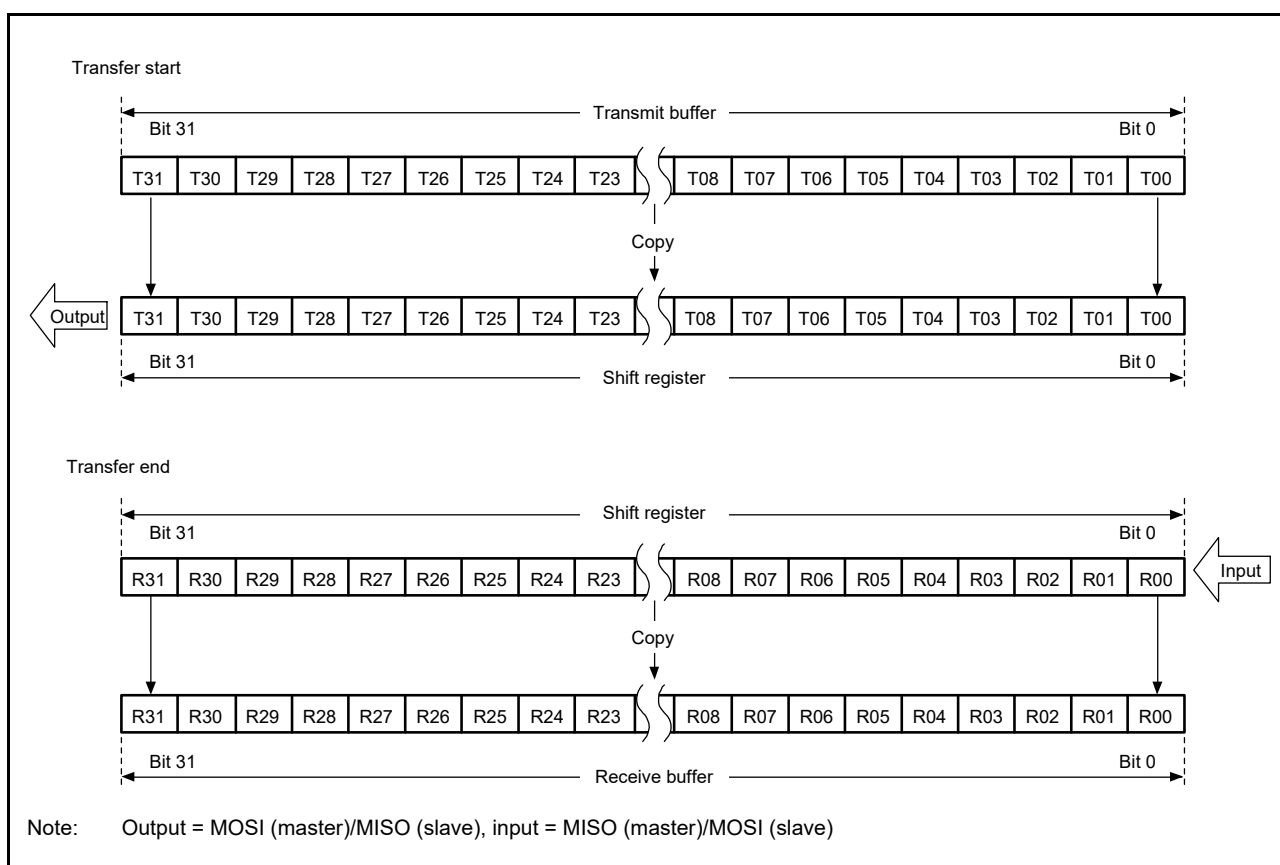 Transfer start
Transmit buffer
Bit 31 Bit 0
T31 T30 T29 T28 T27 T26 T25 T24 T23 T08 T07 T06 T05 T04 T03 T02 T01 T00
Copy
Output T31 T30 T29 T28 T27 T26 T25 T24 T23 T08 T07 T06 T05 T04 T03 T02 T01 T00
Bit 31 Bit 0
Shift register
Transfer end
Shift register
Bit 31 Bit 0
R31 R30 R29 R28 R27 R26 R25 R24 R23 R08 R07 R06 R05 R04 R03 R02 R01 R00 Input
Copy
R31 R30 R29 R28 R27 R26 R25 R24 R23 R08 R07 R06 R05 R04 R03 R02 R01 R00
Bit 31 Bit 0
Receive buffer
Note: Output = MOSI (master)/MISO (slave), input = MISO (master)/MOSI (slave)